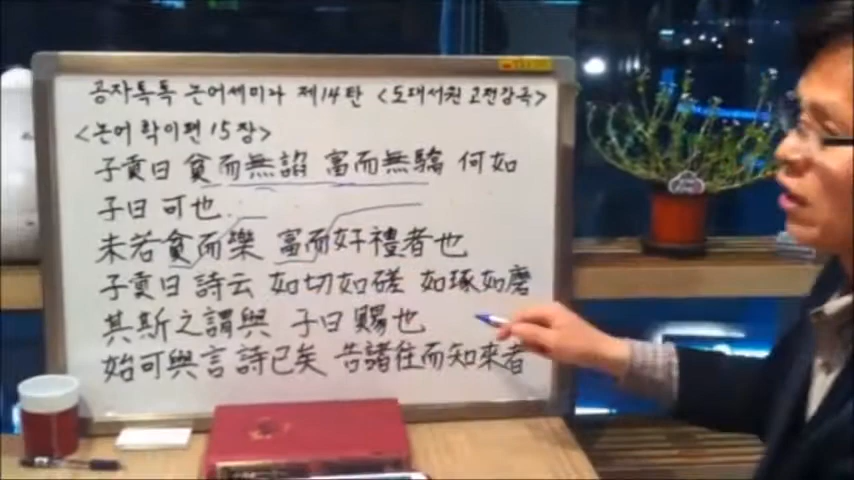 공자톡톡 논어세미나 제14탄 <도대서원 고전강독>
<논어 학이편 15장>
子貢曰 貧而無諂 富而無驕 何如
子曰 可也.
未若貧而樂 富而好禮者也
子貢曰 詩云 如切如磋 如琢如磨
其斯之謂與 子曰 賜也
始可與言詩已矣 告諸往而知來者